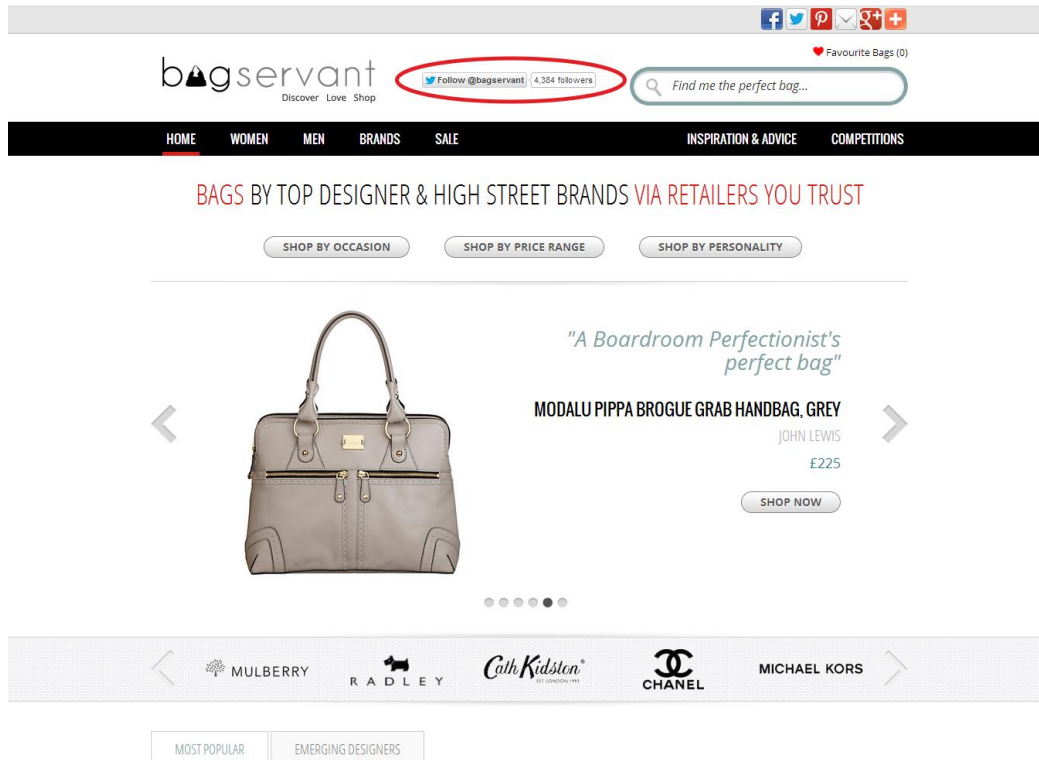 Favourite Bags (0)
bagservant
Discover Love Shop
Follow @bagservant 4,384 followers
Find me the perfect bag...
HOME WOMEN MEN BRANDS SALE INSPIRATION & ADVICE COMPETITIONS
BAGS BY TOP DESIGNER & HIGH STREET BRANDS VIA RETAILERS YOU TRUST
SHOP BY OCCASION SHOP BY PRICE RANGE SHOP BY PERSONALITY
"A Boardroom Perfectionist's
perfect bag"
MODALU PIPPA BROGUE GRAB HANDBAG, GREY
JOHN LEWIS
£225
SHOP NOW
MULBERRY RADLEY Cath Kidston® CHANEL MICHAEL KORS
EST LONDON 1993
MOST POPULAR EMERGING DESIGNERS